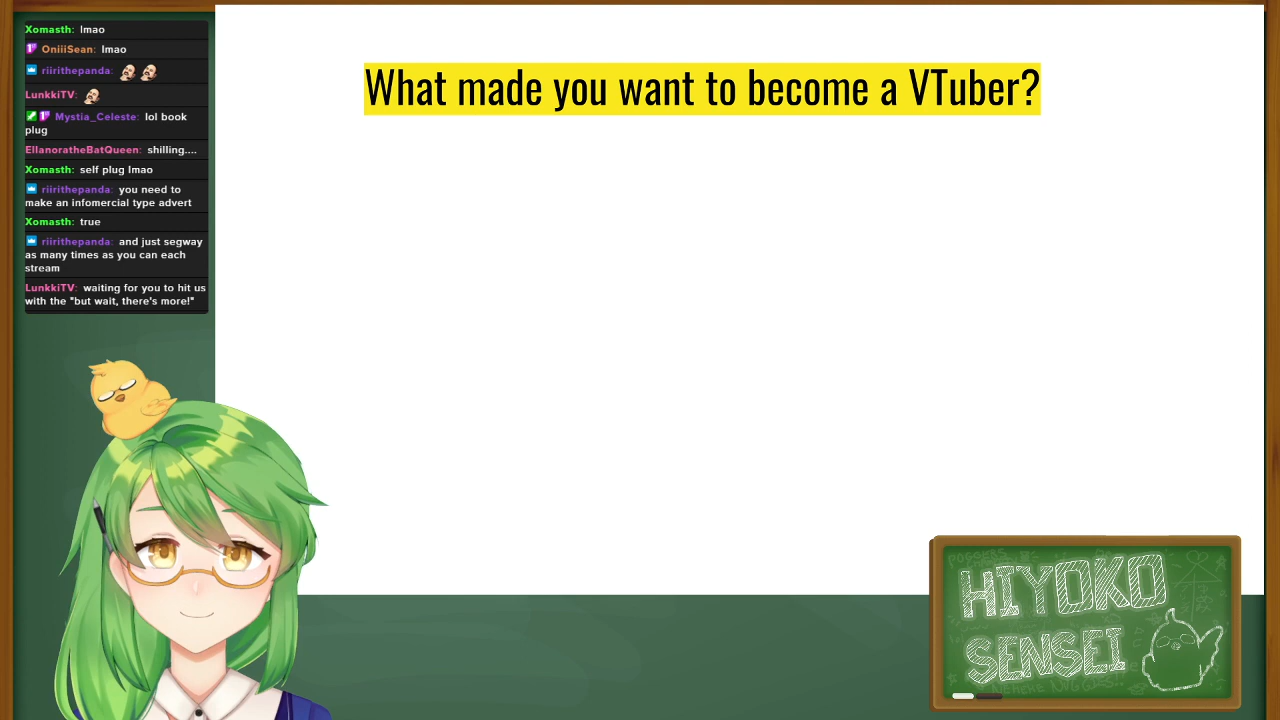 Xomasth: lmao
OniiiSean: lmao
riirithepanda:
LunkkiTV:
Mystia_Celeste: lol book
plug
EllanoratheBatQueen: shilling....
Xomasth: self plug lmao
riirithepanda: you need to
make an infomercial type advert
Xomasth: true
riirithepanda: and just segway
as many times as you can each
stream
LunkkiTV: waiting for you to hit us
with the "but wait, there's more!"
What made you want to become a VTuber?
POGGERS
HIYOKO
SENSEI